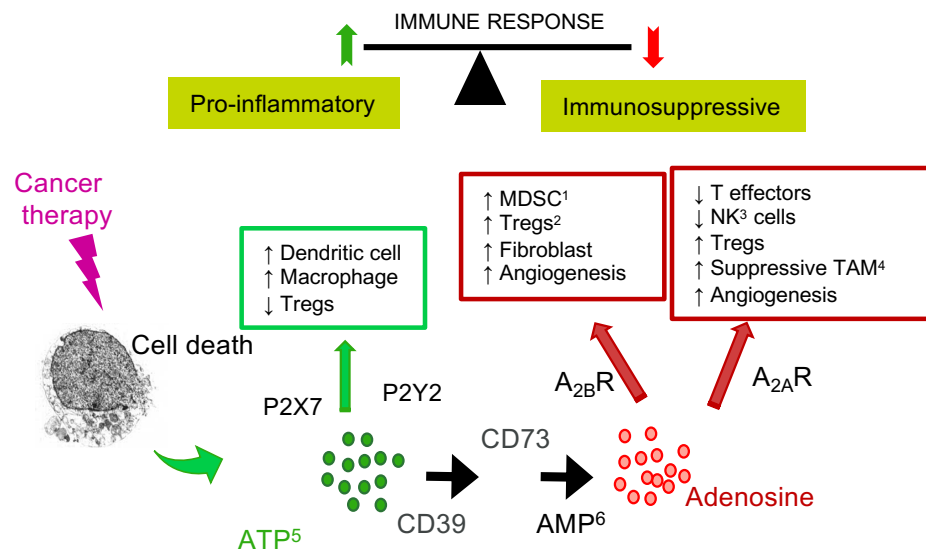 IMMUNE RESPONSE
Pro-inflammatory
Immunosuppressive
Cancer
therapy
↑ Dendritic cell
↑ Macrophage
↓ Tregs
↑ MDSC¹
↑ Tregs²
↑ Fibroblast
↑ Angiogenesis
↓ T effectors
↓ NK³ cells
↑ Tregs
↑ Suppressive TAM⁴
↑ Angiogenesis
Cell death
P2X7
P2Y2
A₂BR
A₂AR
CD73
CD39
AMP⁶
Adenosine
ATP⁵